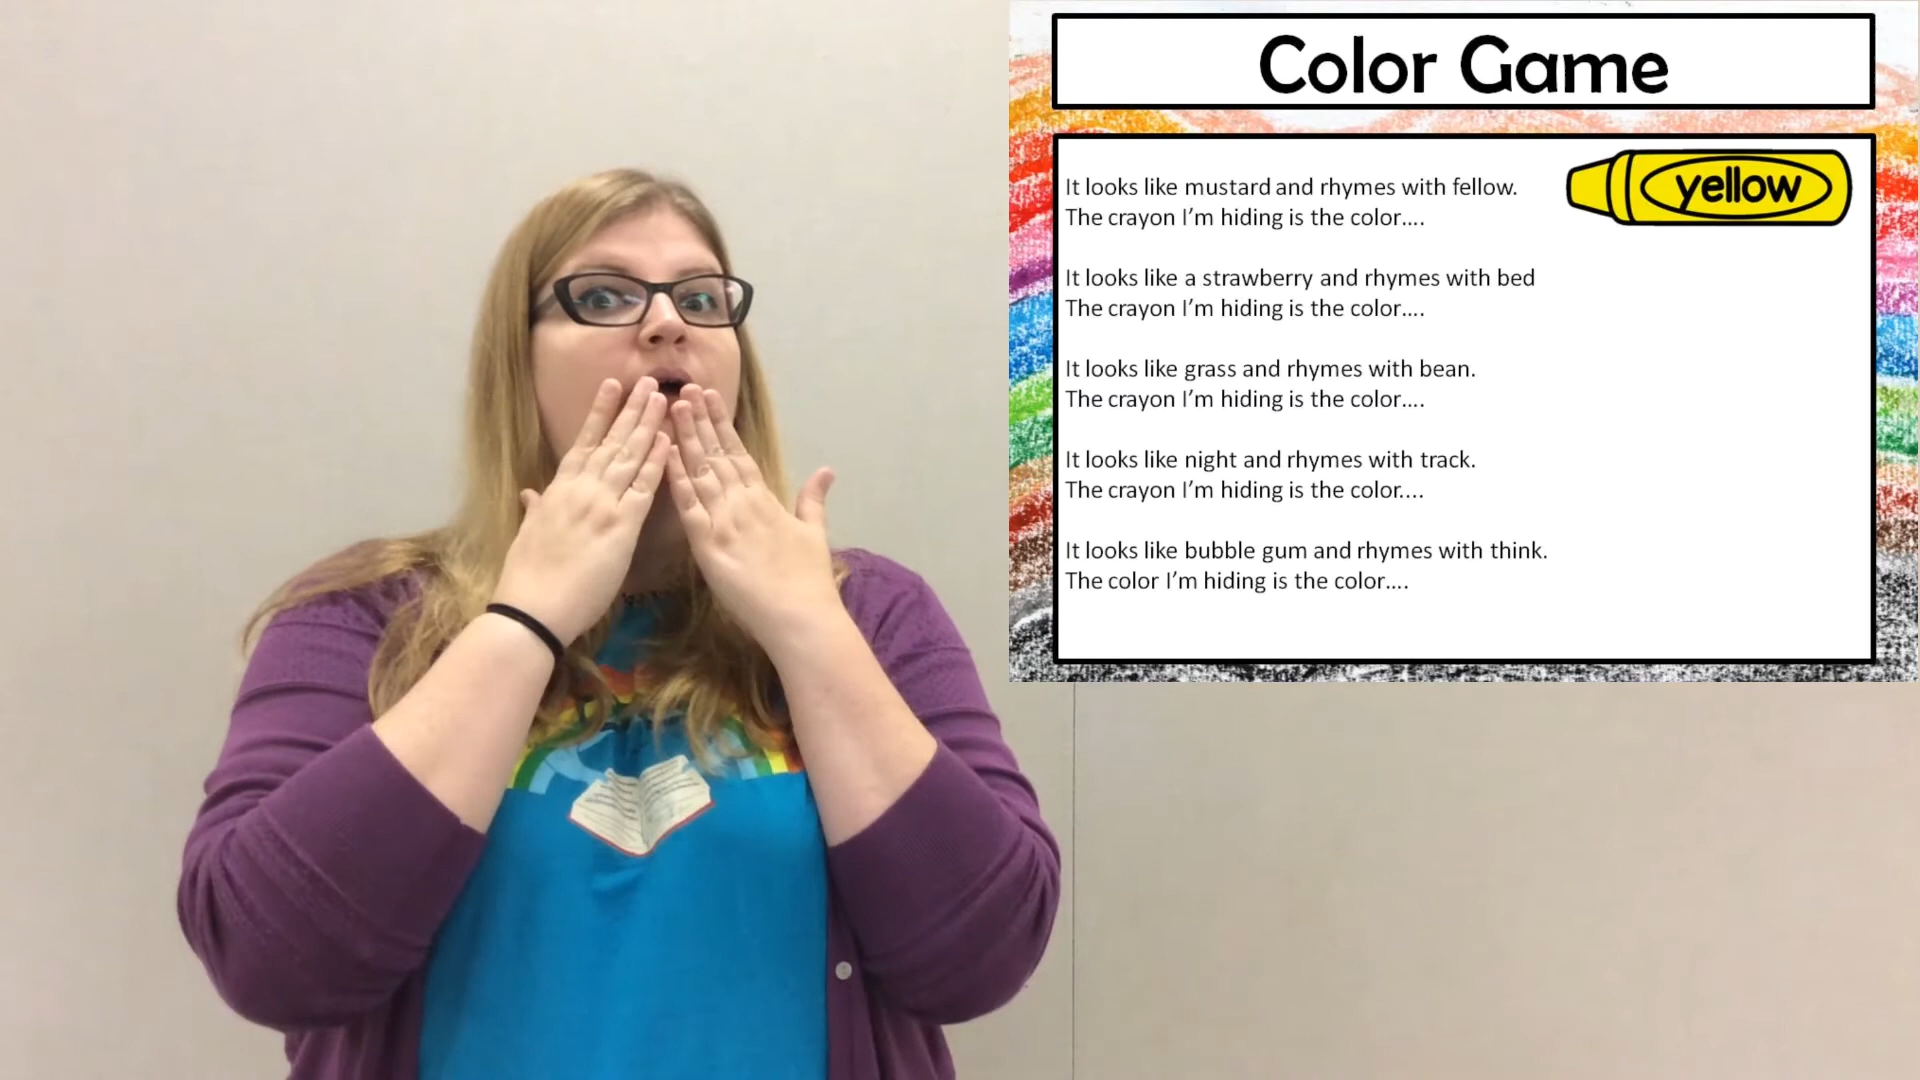 Color Game
It looks like mustard and rhymes with fellow.
yellow
The crayon I'm hiding is the color....
It looks like a strawberry and rhymes with bed
The crayon I'm hiding is the color....
It looks like grass and rhymes with bean.
The crayon I'm hiding is the color....
It looks like night and rhymes with track.
The crayon I'm hiding is the color....
It looks like bubble gum and rhymes with think.
The color I'm hiding is the color....